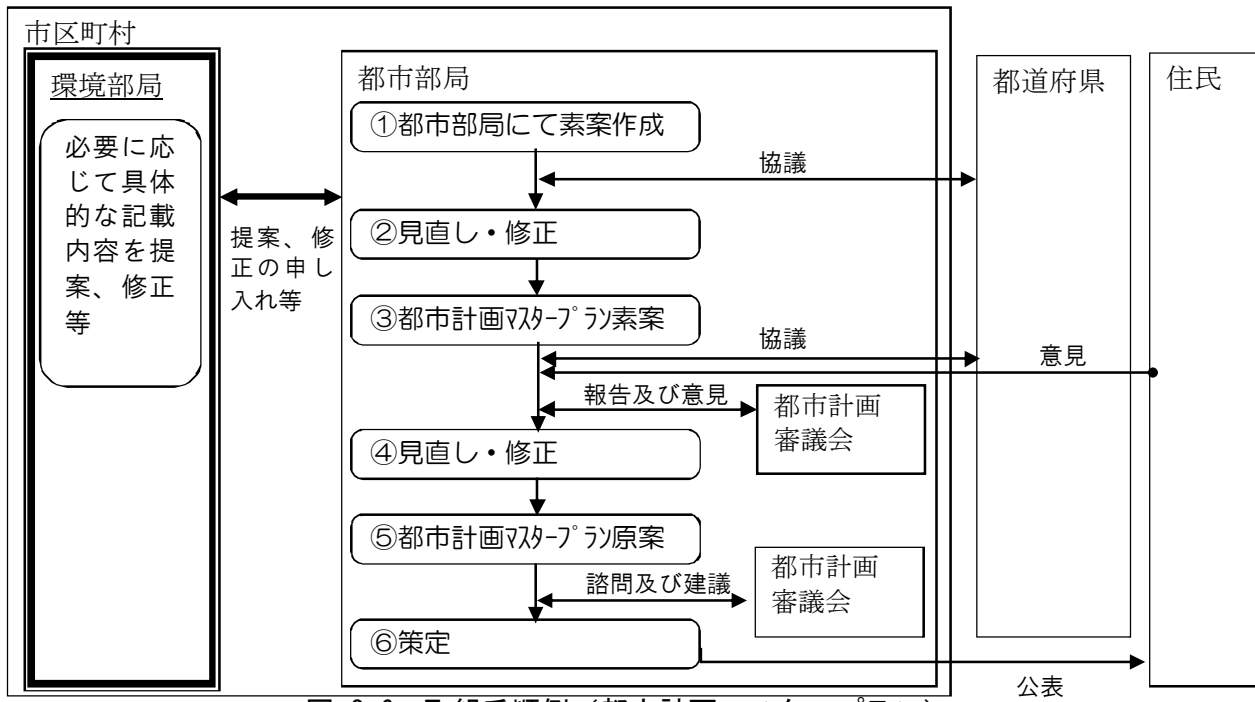 市区町村
環境部局
必要に応
じて具体
的な記載
内容を提
案、修正
等
提案、修
正の申し
入れ等
都市部局
①都市部局にて素案作成
協議
②見直し・修正
③都市計画ﾏｽﾀｰﾌﾟﾗﾝ素案
協議
意見
報告及び意見
都市計画
審議会
④見直し・修正
⑤都市計画ﾏｽﾀｰﾌﾟﾗﾝ原案
諮問及び建議
都市計画
審議会
⑥策定
公表
都道府県
住民